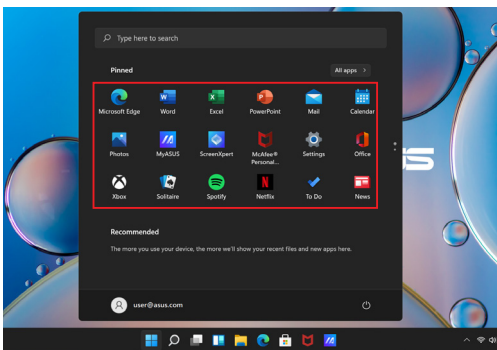 Type here to search
Pinned
All apps >
Microsoft Edge Word Excel PowerPoint Mail Calendar
Photos MyASUS ScreenXpert McAfee® Personal... Settings Office
Xbox Solitaire Spotify Netflix To Do News
Recommended
The more you use your device, the more we'll show your recent files and new apps here.
user@asus.com